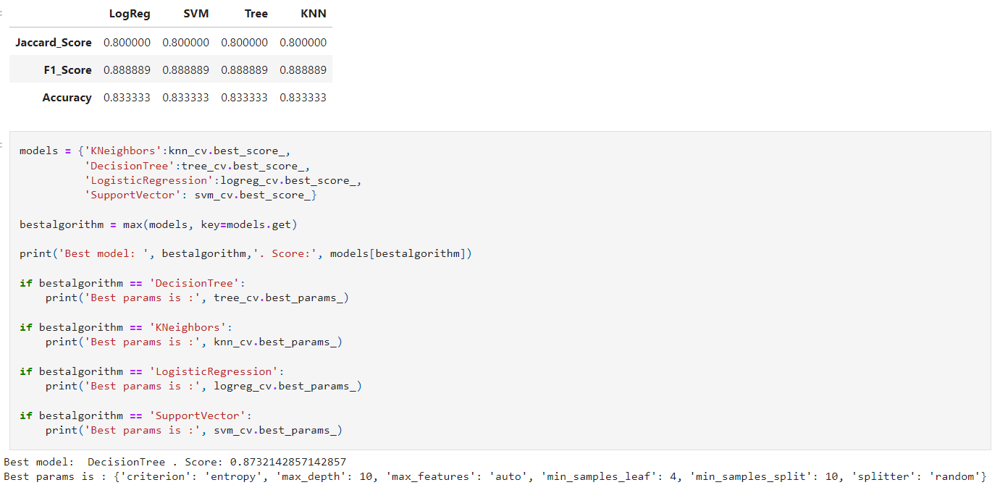 LogReg SVM Tree KNN
Jaccard_Score 0.800000 0.800000 0.800000 0.800000
F1_Score 0.888889 0.888889 0.888889 0.888889
Accuracy 0.833333 0.833333 0.833333 0.833333
models = {'KNeighbors':knn_cv.best_score_,
'DecisionTree':tree_cv.best_score_,
'LogisticRegression':logreg_cv.best_score_,
'SupportVector': svm_cv.best_score_}
bestalgorithm = max(models, key=models.get)
print('Best model: ', bestalgorithm,'. Score:', models[bestalgorithm])
if bestalgorithm == 'DecisionTree':
print('Best params is :', tree_cv.best_params_)
if bestalgorithm == 'KNeighbors':
print('Best params is :', knn_cv.best_params_)
if bestalgorithm == 'LogisticRegression':
print('Best params is :', logreg_cv.best_params_)
if bestalgorithm == 'SupportVector':
print('Best params is :', svm_cv.best_params_)
Best model:  DecisionTree . Score: 0.8732142857142857
Best params is : {'criterion': 'entropy', 'max_depth': 10, 'max_features': 'auto', 'min_samples_leaf': 4, 'min_samples_split': 10, 'splitter': 'random'}